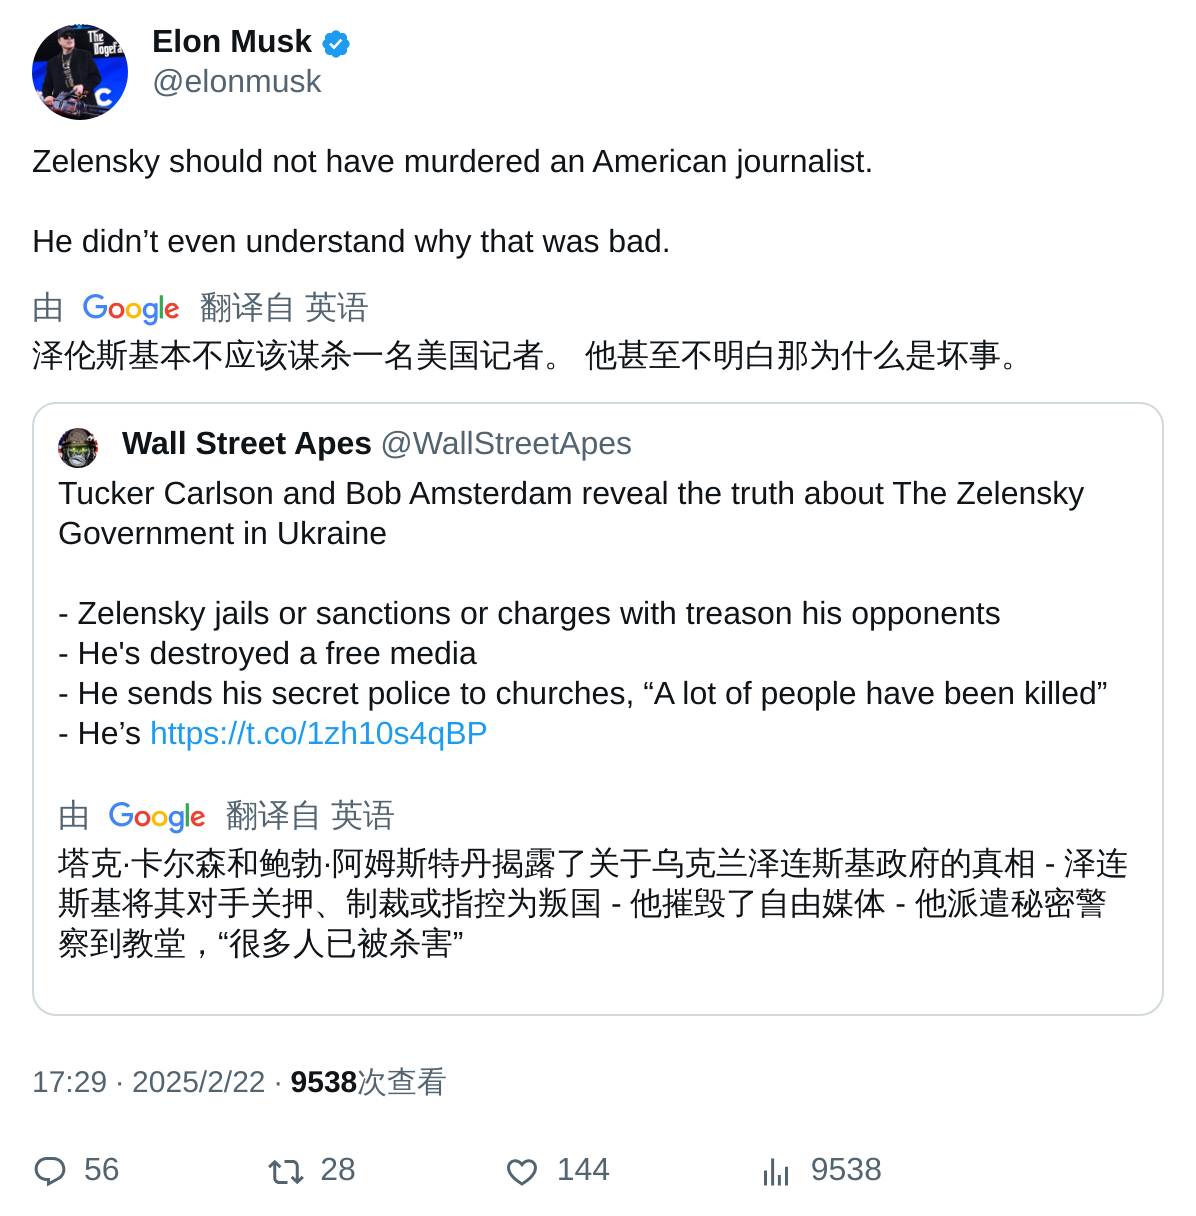 The
Dogefa
C
Elon Musk
@elonmusk
Zelensky should not have murdered an American journalist.
He didn’t even understand why that was bad.
由 Google 翻译自 英语
泽伦斯基本不应该谋杀一名美国记者。 他甚至不明白那为什么是坏事。
Wall Street Apes @WallStreetApes
Tucker Carlson and Bob Amsterdam reveal the truth about The Zelensky
Government in Ukraine
- Zelensky jails or sanctions or charges with treason his opponents
- He's destroyed a free media
- He sends his secret police to churches, “A lot of people have been killed”
- He’s https://t.co/1zh10s4qBP
由 Google 翻译自 英语
塔克·卡尔森和鲍勃·阿姆斯特丹揭露了关于乌克兰泽连斯基政府的真相 - 泽连
斯基将其对手关押、制裁或指控为叛国 - 他摧毁了自由媒体 - 他派遣秘密警
察到教堂，“很多人已被杀害”
17:29 · 2025/2/22 · 9538次查看
56 28 144 9538